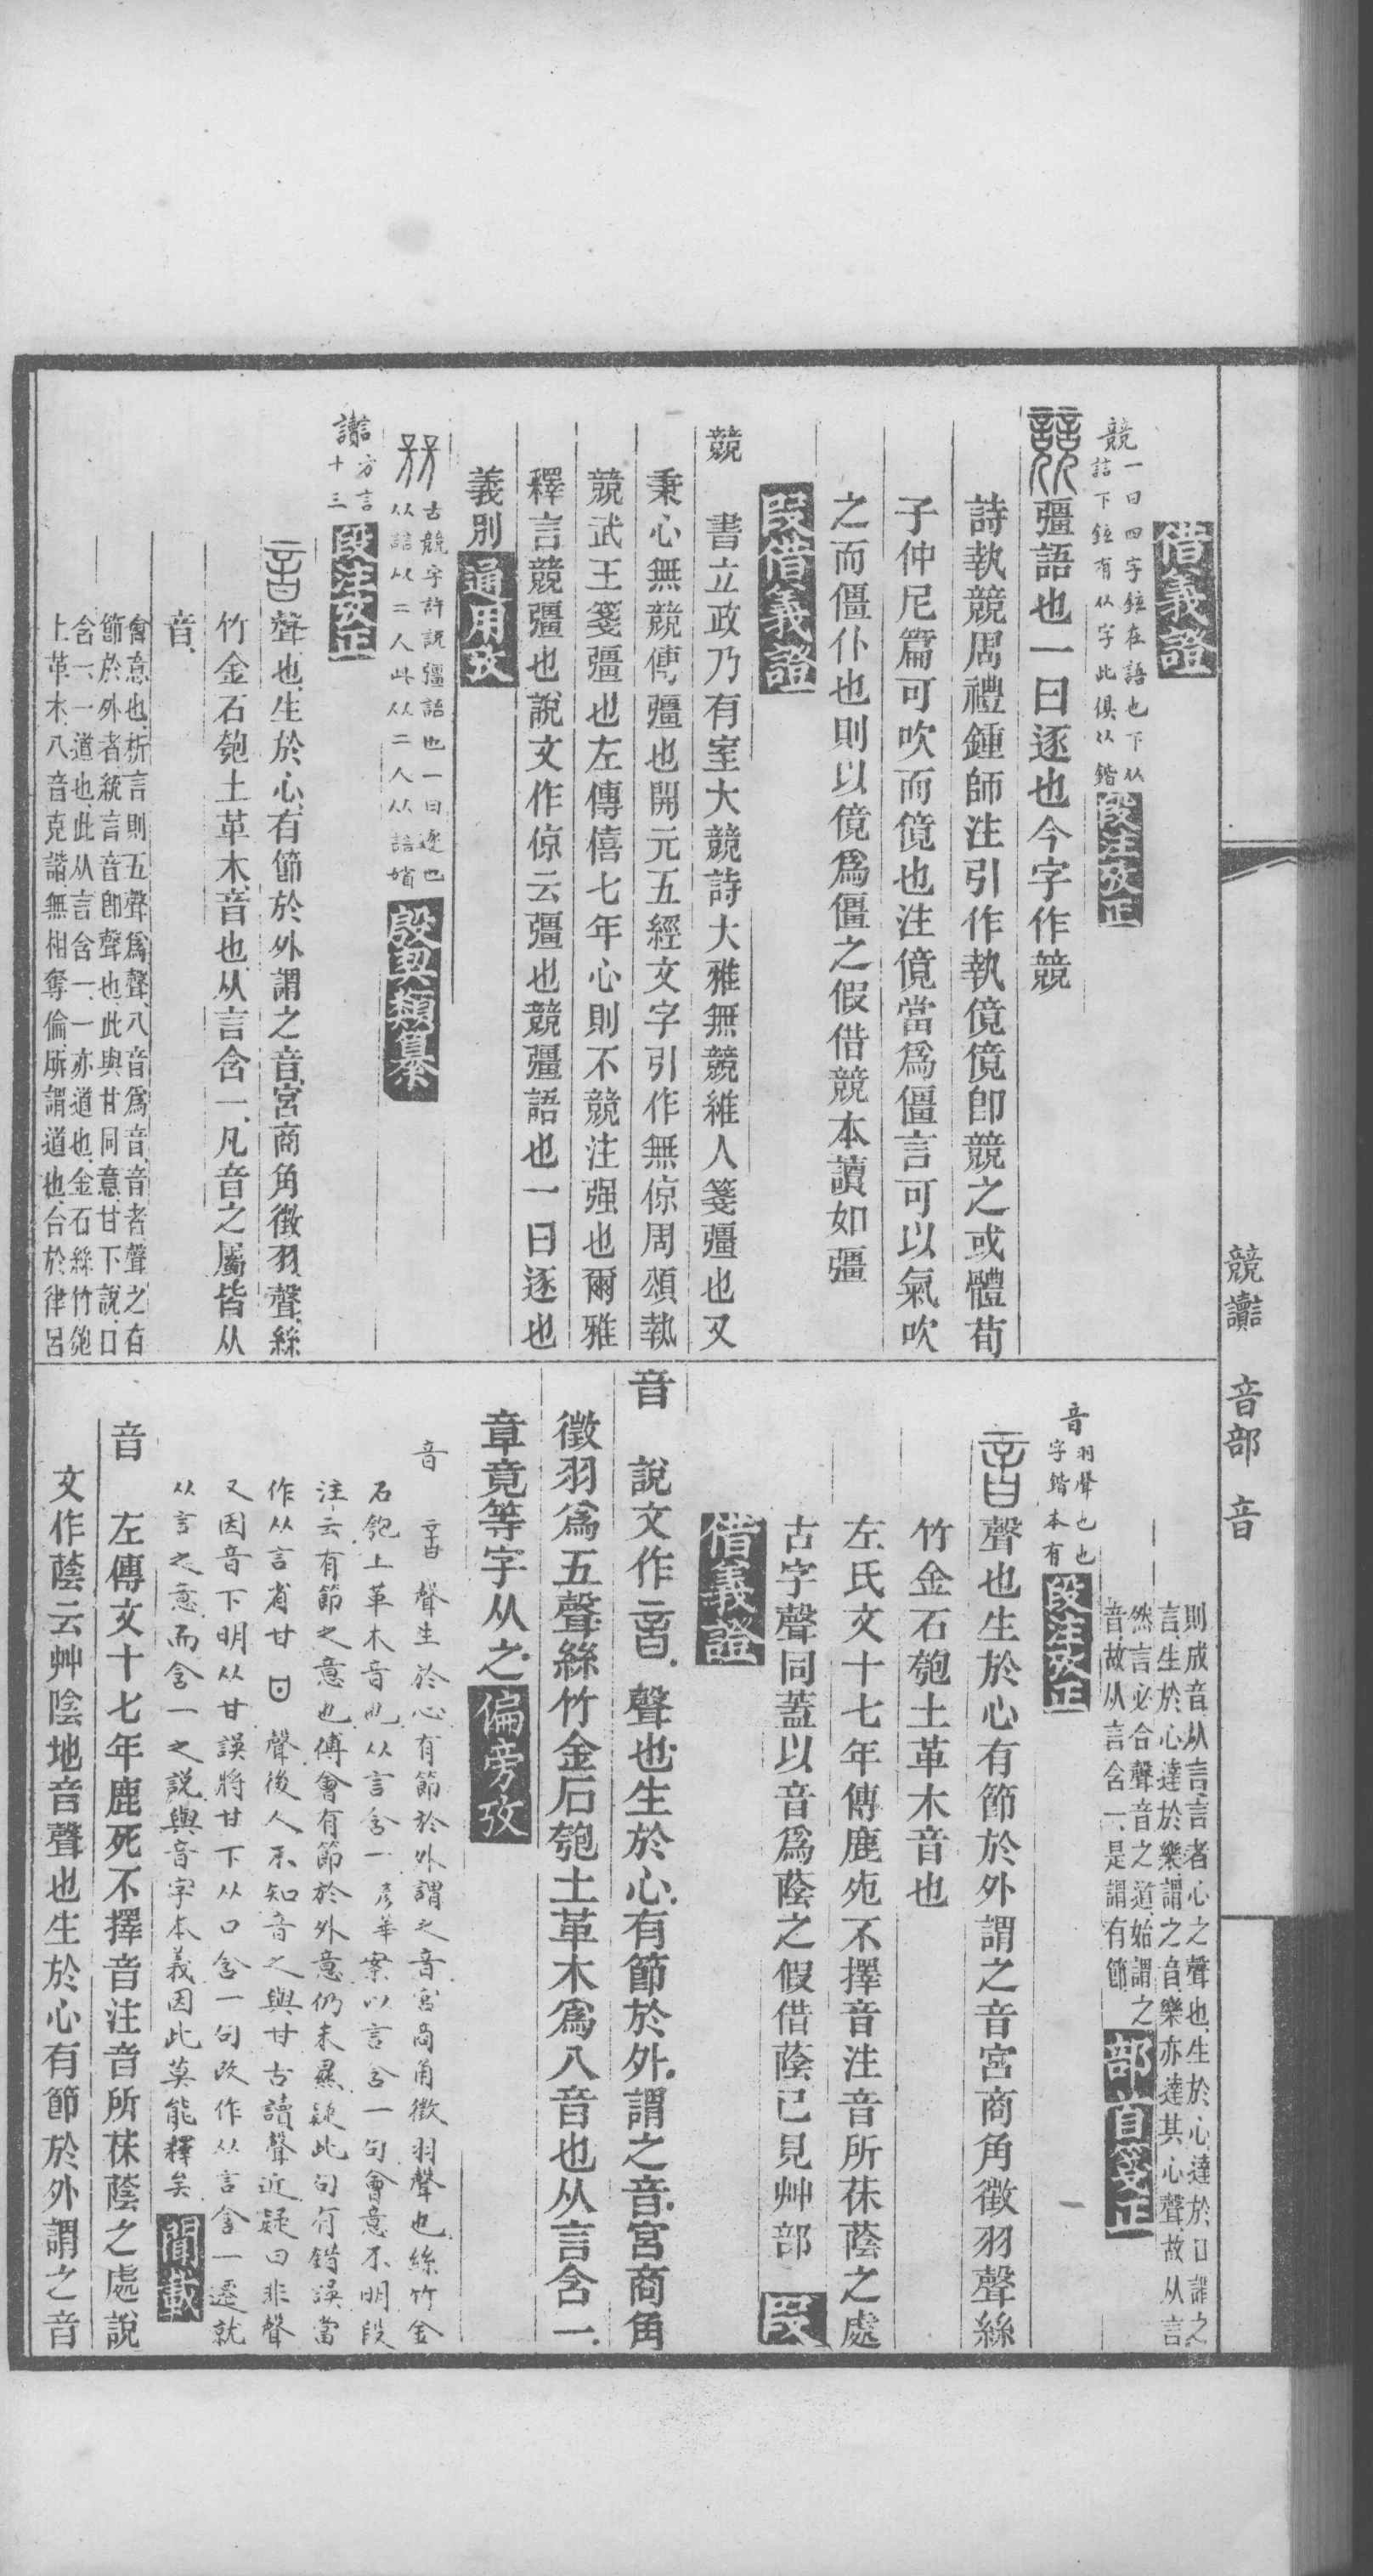 借義證
競一曰四字鉉在語也下从
誩下鉉有从字此俱从鍇段注攷正
彊語也一曰逐也今字作競
詩執競周禮鍾師注引作執傹傹卽競之或體荀
子仲尼篇可吹而傹也注傹當爲僵言可以氣吹
之而僵仆也則以傹爲僵之假借競本讀如彊
段借義證
競　書立政乃有室大競詩大雅無競維人箋彊也又
秉心無競傳彊也開元五經文字引作無倞周頌執
競武王箋彊也左傳僖七年心則不競注强也爾雅
釋言競彊也說文作倞云彊也競彊語也一曰逐也
義別通用攷
古競字許説彊語也一曰逐也
从誩从二人此从二人从誩省殷契類纂
讟誩方言
十三段注攷正
聲也生於心有節於外謂之音宮商角徵羽聲絲
竹金石匏土革木音也从言含一凡音之屬皆从
音
會意也析言則五聲爲聲八音爲音音者聲之有
節於外者統言音卽聲也此與甘同意甘下說口
含一一道也此从言含一一亦道也金石絲竹匏
土革木八音克諧無相奪倫所謂道也合於律呂
則成音从言言者心之聲也生於心達於口誰之
言生於心達於樂謂之音樂亦達其心聲故从言
然言必合聲音之道始謂之
音故从言含一是謂有節部首箋正
音羽聲也也
字鍇本有段注攷正
聲也生於心有節於外謂之音宮商角徵羽聲絲
竹金石匏土革木音也
左氏文十七年傳鹿死不擇音注音所茠蔭之處
古字聲同蓋以音爲蔭之假借蔭已見艸部　段
借義證
音　說文作音聲也生於心有節於外謂之音宮商角
徵羽爲五聲絲竹金石匏土革木爲八音也从言含一
章竟等字从之偏旁攷
音　音聲生於心有節於外謂之音宮商角徵羽聲也絲竹金
石匏土革木音也从言含一彦華案以言含一句會意不明段
注云有節之意也傅會有節於外意仍未㬎疑此句有錯誤當
作从言省甘聲後人不知音之與甘古讀聲近疑曰非聲
又因音下明从甘誤將甘下从口含一句改作从言含一遷就
从言之意而含一之説與音字本義因此莫能釋矣閒載
音　左傳文十七年鹿死不擇音注音所茠蔭之處說
文作蔭云艸陰地音聲也生於心有節於外謂之音
競讟　音部　音